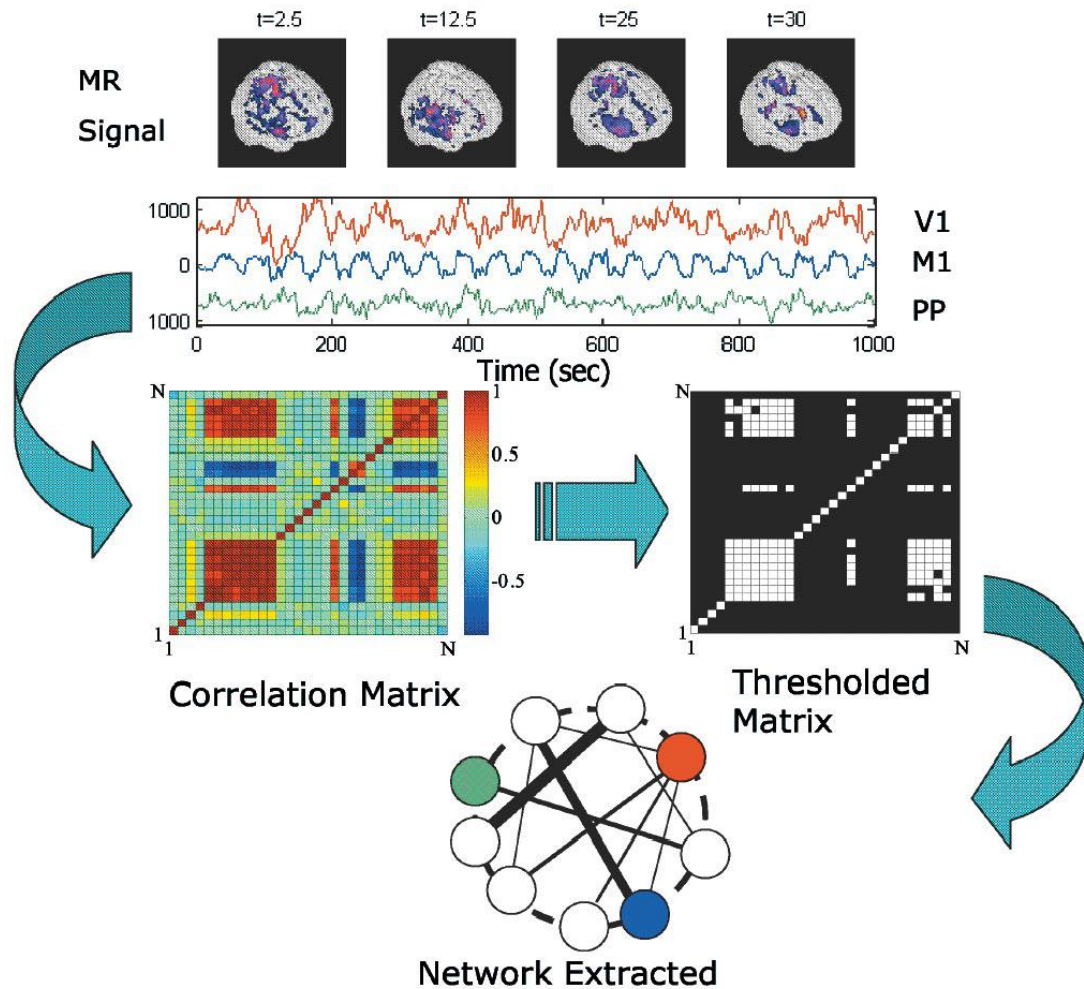 t=2.5 t=12.5 t=25 t=30
MR
Signal
1000
0
1000
V1
M1
PP
0 200 400 600 800 1000
Time (sec)
N
1
0.5
0
-0.5
1
1 N
N
1
N
Correlation Matrix
Thresholded
Matrix
Network Extracted